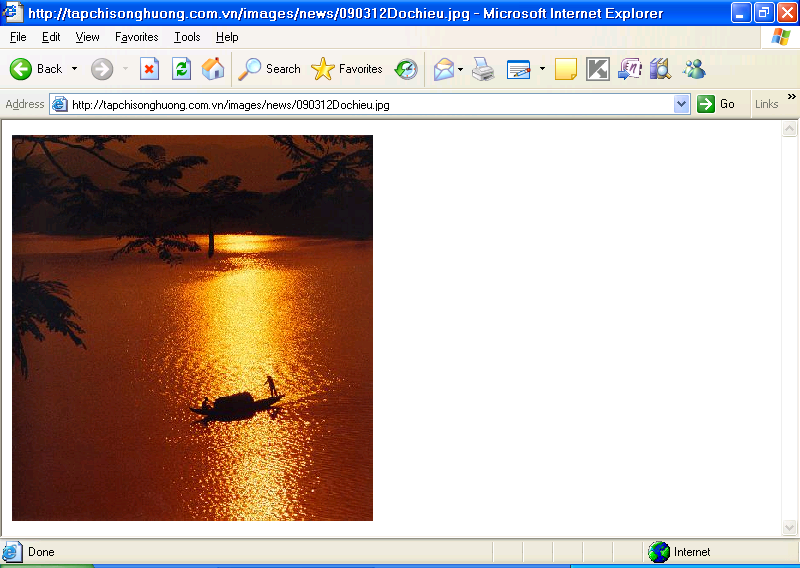 http://tapchisonghuong.com.vn/images/news/090312Dochieu.jpg - Microsoft Internet Explorer
File Edit View Favorites Tools Help
Back Search Favorites
Address http://tapchisonghuong.com.vn/images/news/090312Dochieu.jpg Go Links »
Done Internet